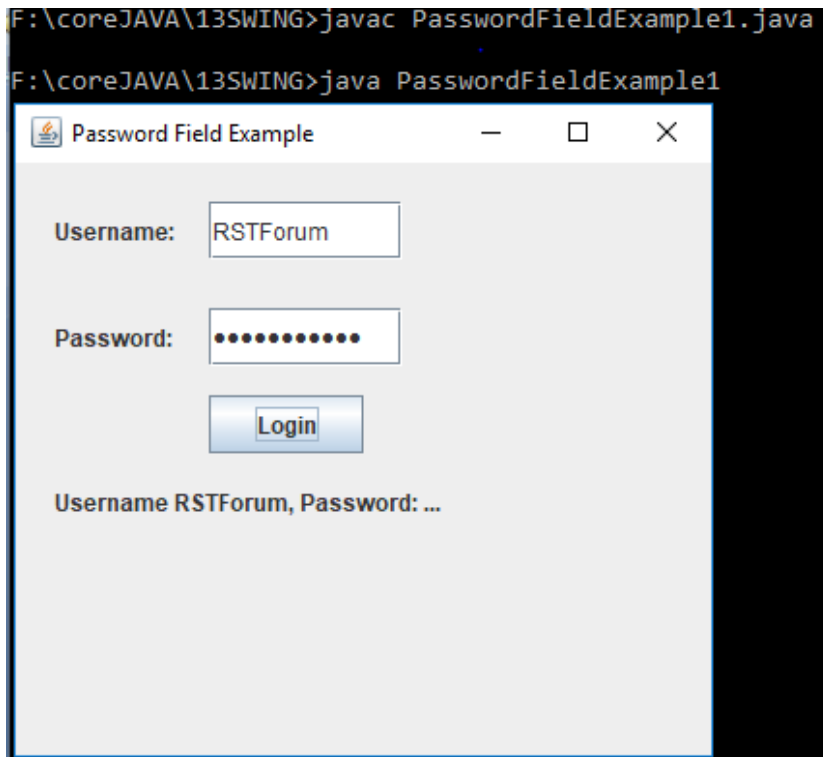 F:\coreJAVA\13SWING>javac PasswordFieldExample1.java
F:\coreJAVA\13SWING>java PasswordFieldExample1
Password Field Example
Username: RSTForum
Password: •••••••••••
Login
Username RSTForum, Password: ...